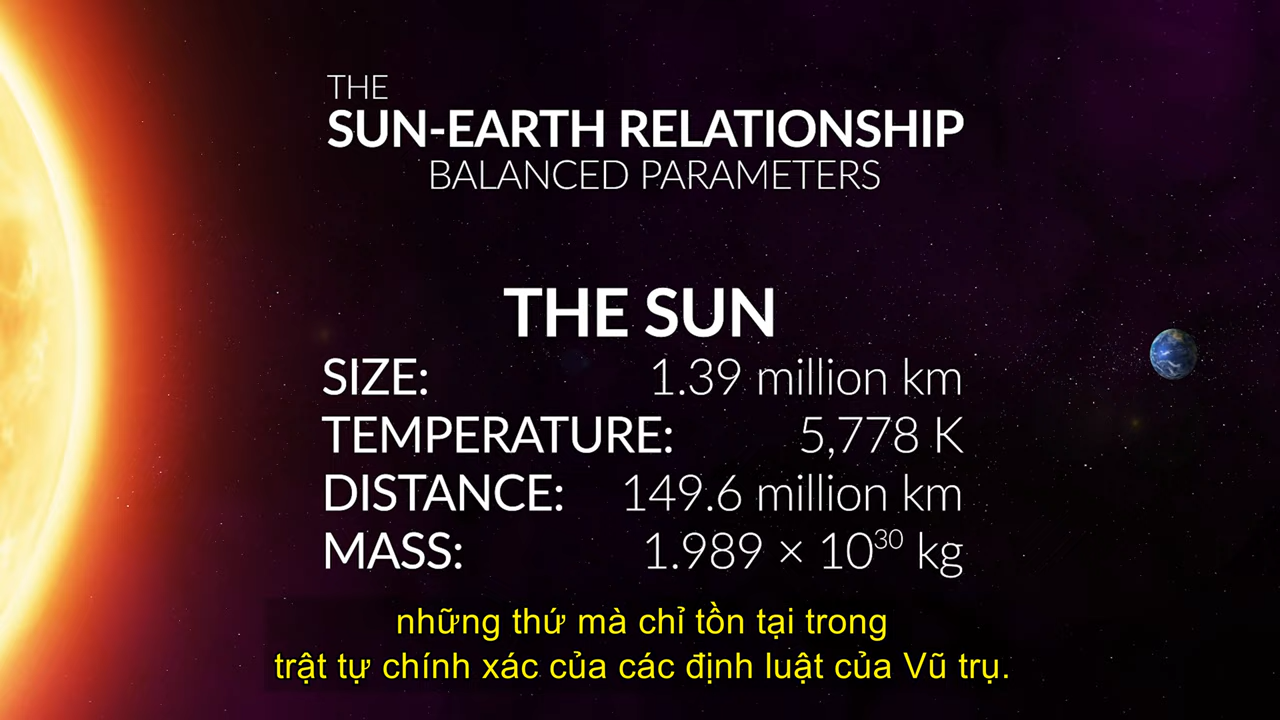 THE
SUN-EARTH RELATIONSHIP
BALANCED PARAMETERS
THE SUN
SIZE: 1.39 million km
TEMPERATURE: 5,778 K
DISTANCE: 149.6 million km
MASS: 1.989 × 10³⁰ kg
những thứ mà chỉ tồn tại trong
trật tự chính xác của các định luật của Vũ trụ.